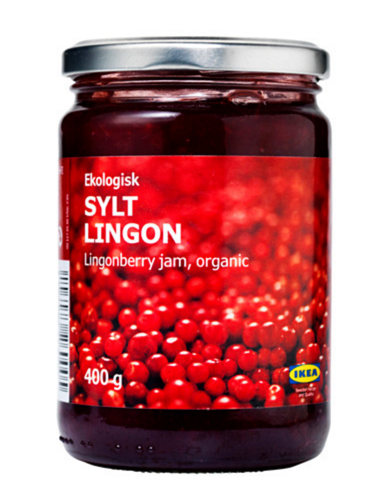 Ekologisk
SYLT
LINGON
Lingonberry jam, organic
400 g
IKEA